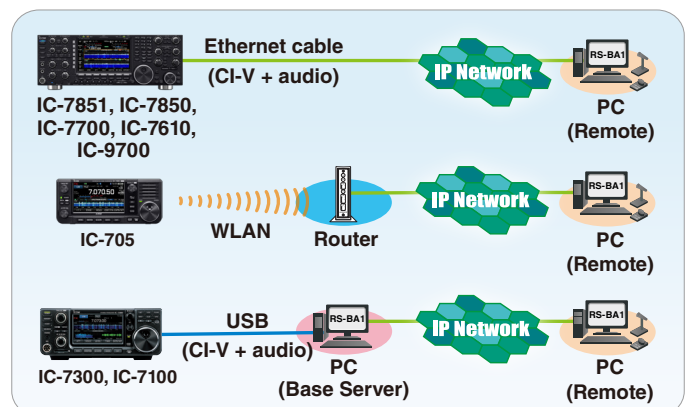 Ethernet cable
(CI-V + audio)
IP Network
RS-BA1
PC
(Remote)
IC-7851, IC-7850,
IC-7700, IC-7610,
IC-9700
7.070.50
IC-705
WLAN
Router
IP Network
RS-BA1
PC
(Remote)
IC-7300, IC-7100
USB
(CI-V + audio)
RS-BA1
PC
(Base Server)
IP Network
RS-BA1
PC
(Remote)